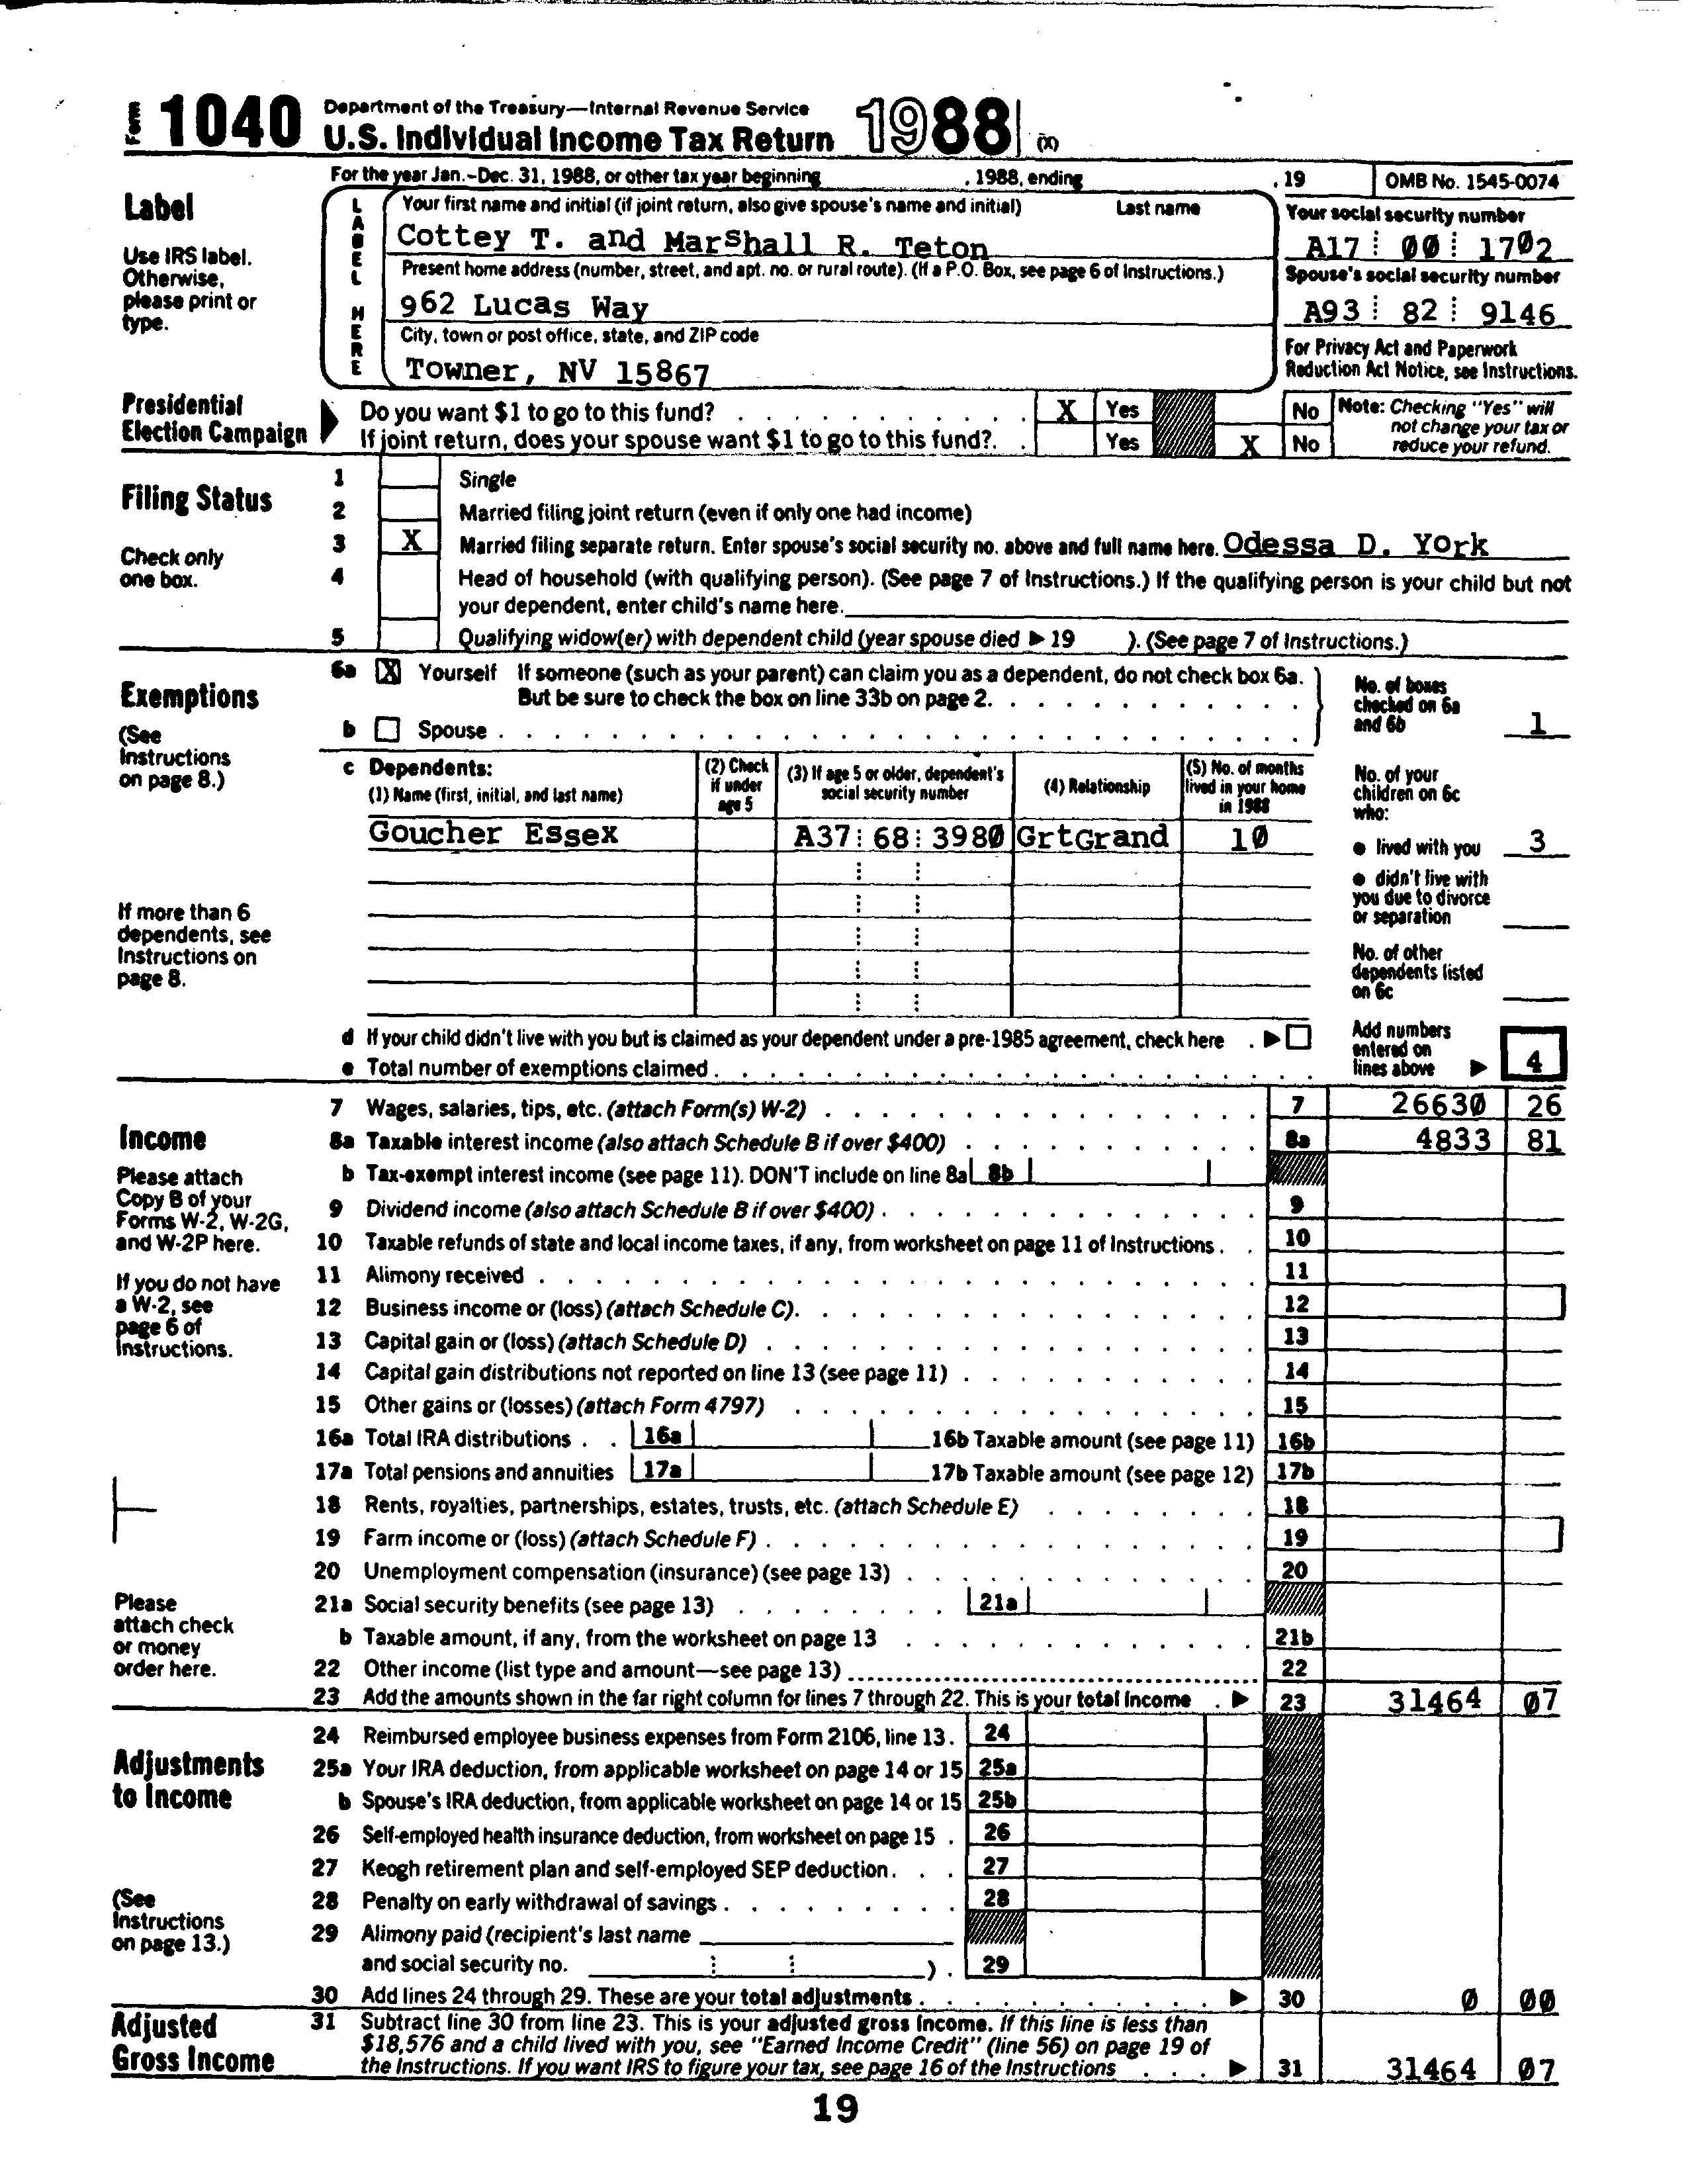 Form 1040 Department of the Treasury—Internal Revenue Service
U.S. Individual Income Tax Return 1988 (X)
For the year Jan.–Dec. 31, 1988, or other tax year beginning , 1988, ending , 19 OMB No. 1545-0074
Label
Use IRS label.
Otherwise,
please print or
type.
LABEL HERE
Your first name and initial (if joint return, also give spouse's name and initial) Last name
Cottey T. and Marshall R. Teton
Present home address (number, street, and apt. no. or rural route). (If a P.O. Box, see page 6 of Instructions.)
962 Lucas Way
City, town or post office, state, and ZIP code
Towner, NV 15867
Your social security number
A17 00 1702
Spouse's social security number
A93 82 9146
For Privacy Act and Paperwork
Reduction Act Notice, see Instructions.
Presidential
Election Campaign
Do you want $1 to go to this fund? X Yes No
If joint return, does your spouse want $1 to go to this fund?. Yes X No
Note: Checking "Yes" will
not change your tax or
reduce your refund.
Filing Status
Check only
one box.
1 Single
2 Married filing joint return (even if only one had income)
3 X Married filing separate return. Enter spouse's social security no. above and full name here. Odessa D. York
4 Head of household (with qualifying person). (See page 7 of Instructions.) If the qualifying person is your child but not
your dependent, enter child's name here.
5 Qualifying widow(er) with dependent child (year spouse died ▶ 19 ). (See page 7 of Instructions.)
Exemptions
(See
Instructions
on page 8.)
6a X Yourself If someone (such as your parent) can claim you as a dependent, do not check box 6a.
But be sure to check the box on line 33b on page 2.
b Spouse
No. of boxes
checked on 6a
and 6b 1
c Dependents:
(1) Name (first, initial, and last name)
(2) Check
if under
age 5
(3) If age 5 or older, dependent's
social security number
(4) Relationship
(5) No. of months
lived in your home
in 1988
Goucher Essex A37 68 3980 GrtGrand 10
If more than 6
dependents, see
Instructions on
page 8.
No. of your
children on 6c
who:
● lived with you 3
● didn't live with
you due to divorce
or separation
No. of other
dependents listed
on 6c
d If your child didn't live with you but is claimed as your dependent under a pre-1985 agreement, check here . ▶
e Total number of exemptions claimed
Add numbers
entered on
lines above ▶ 4
Income
Please attach
Copy B of your
Forms W-2, W-2G,
and W-2P here.
If you do not have
a W-2, see
page 6 of
Instructions.
Please
attach check
or money
order here.
7 Wages, salaries, tips, etc. (attach Form(s) W-2) 7 26630 26
8a Taxable interest income (also attach Schedule B if over $400) 8a 4833 81
b Tax-exempt interest income (see page 11). DON'T include on line 8a 8b
9 Dividend income (also attach Schedule B if over $400) 9
10 Taxable refunds of state and local income taxes, if any, from worksheet on page 11 of Instructions 10
11 Alimony received 11
12 Business income or (loss) (attach Schedule C). 12
13 Capital gain or (loss) (attach Schedule D) 13
14 Capital gain distributions not reported on line 13 (see page 11) 14
15 Other gains or (losses) (attach Form 4797) 15
16a Total IRA distributions 16a 16b Taxable amount (see page 11) 16b
17a Total pensions and annuities 17a 17b Taxable amount (see page 12) 17b
18 Rents, royalties, partnerships, estates, trusts, etc. (attach Schedule E) 18
19 Farm income or (loss) (attach Schedule F) 19
20 Unemployment compensation (insurance) (see page 13) 20
21a Social security benefits (see page 13) 21a
b Taxable amount, if any, from the worksheet on page 13 21b
22 Other income (list type and amount—see page 13) 22
23 Add the amounts shown in the far right column for lines 7 through 22. This is your total income ▶ 23 31464 07
Adjustments
to Income
(See
Instructions
on page 13.)
24 Reimbursed employee business expenses from Form 2106, line 13. 24
25a Your IRA deduction, from applicable worksheet on page 14 or 15 25a
b Spouse's IRA deduction, from applicable worksheet on page 14 or 15 25b
26 Self-employed health insurance deduction, from worksheet on page 15 26
27 Keogh retirement plan and self-employed SEP deduction 27
28 Penalty on early withdrawal of savings 28
29 Alimony paid (recipient's last name
and social security no. ). 29
30 Add lines 24 through 29. These are your total adjustments ▶ 30 0 00
Adjusted
Gross Income
31 Subtract line 30 from line 23. This is your adjusted gross income. If this line is less than
$18,576 and a child lived with you, see "Earned Income Credit" (line 56) on page 19 of
the Instructions. If you want IRS to figure your tax, see page 16 of the Instructions ▶ 31 31464 07
19